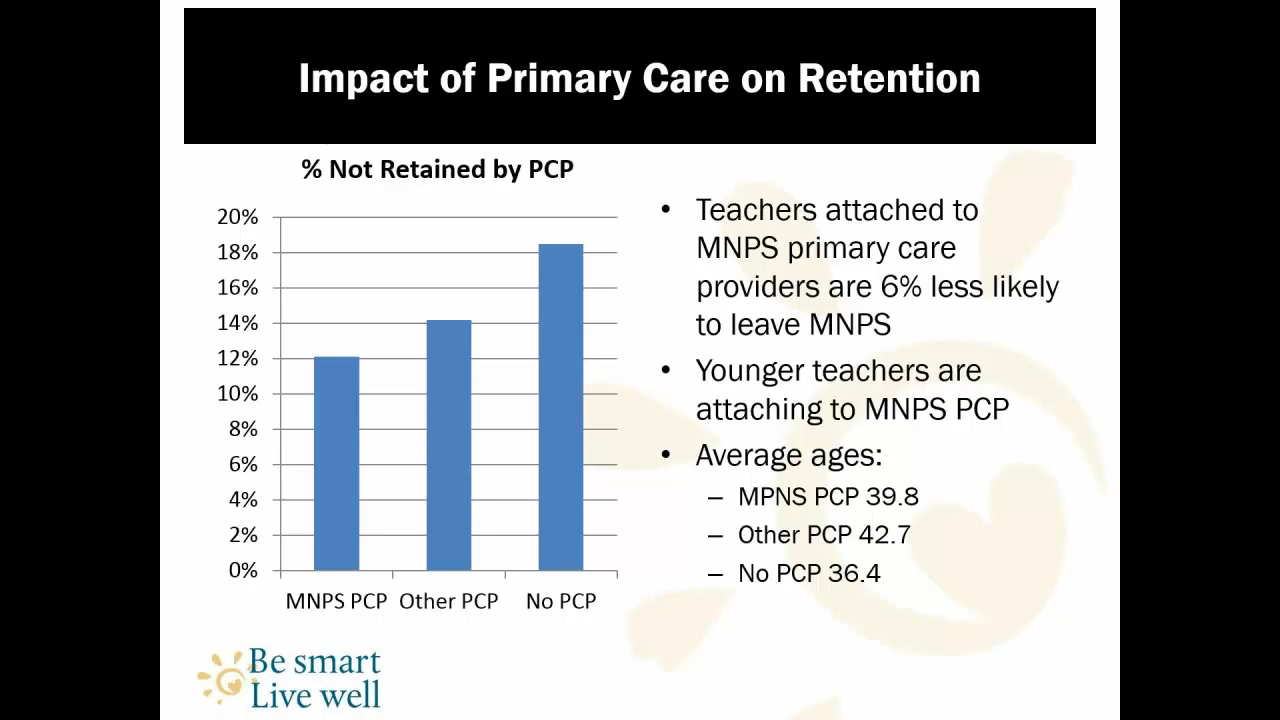 Impact of Primary Care on Retention
% Not Retained by PCP
20%
18%
16%
14%
12%
10%
8%
6%
4%
2%
0%
MNPS PCP Other PCP No PCP
• Teachers attached to
MNPS primary care
providers are 6% less likely
to leave MNPS
• Younger teachers are
attaching to MNPS PCP
• Average ages:
– MPNS PCP 39.8
– Other PCP 42.7
– No PCP 36.4
Be smart
Live well